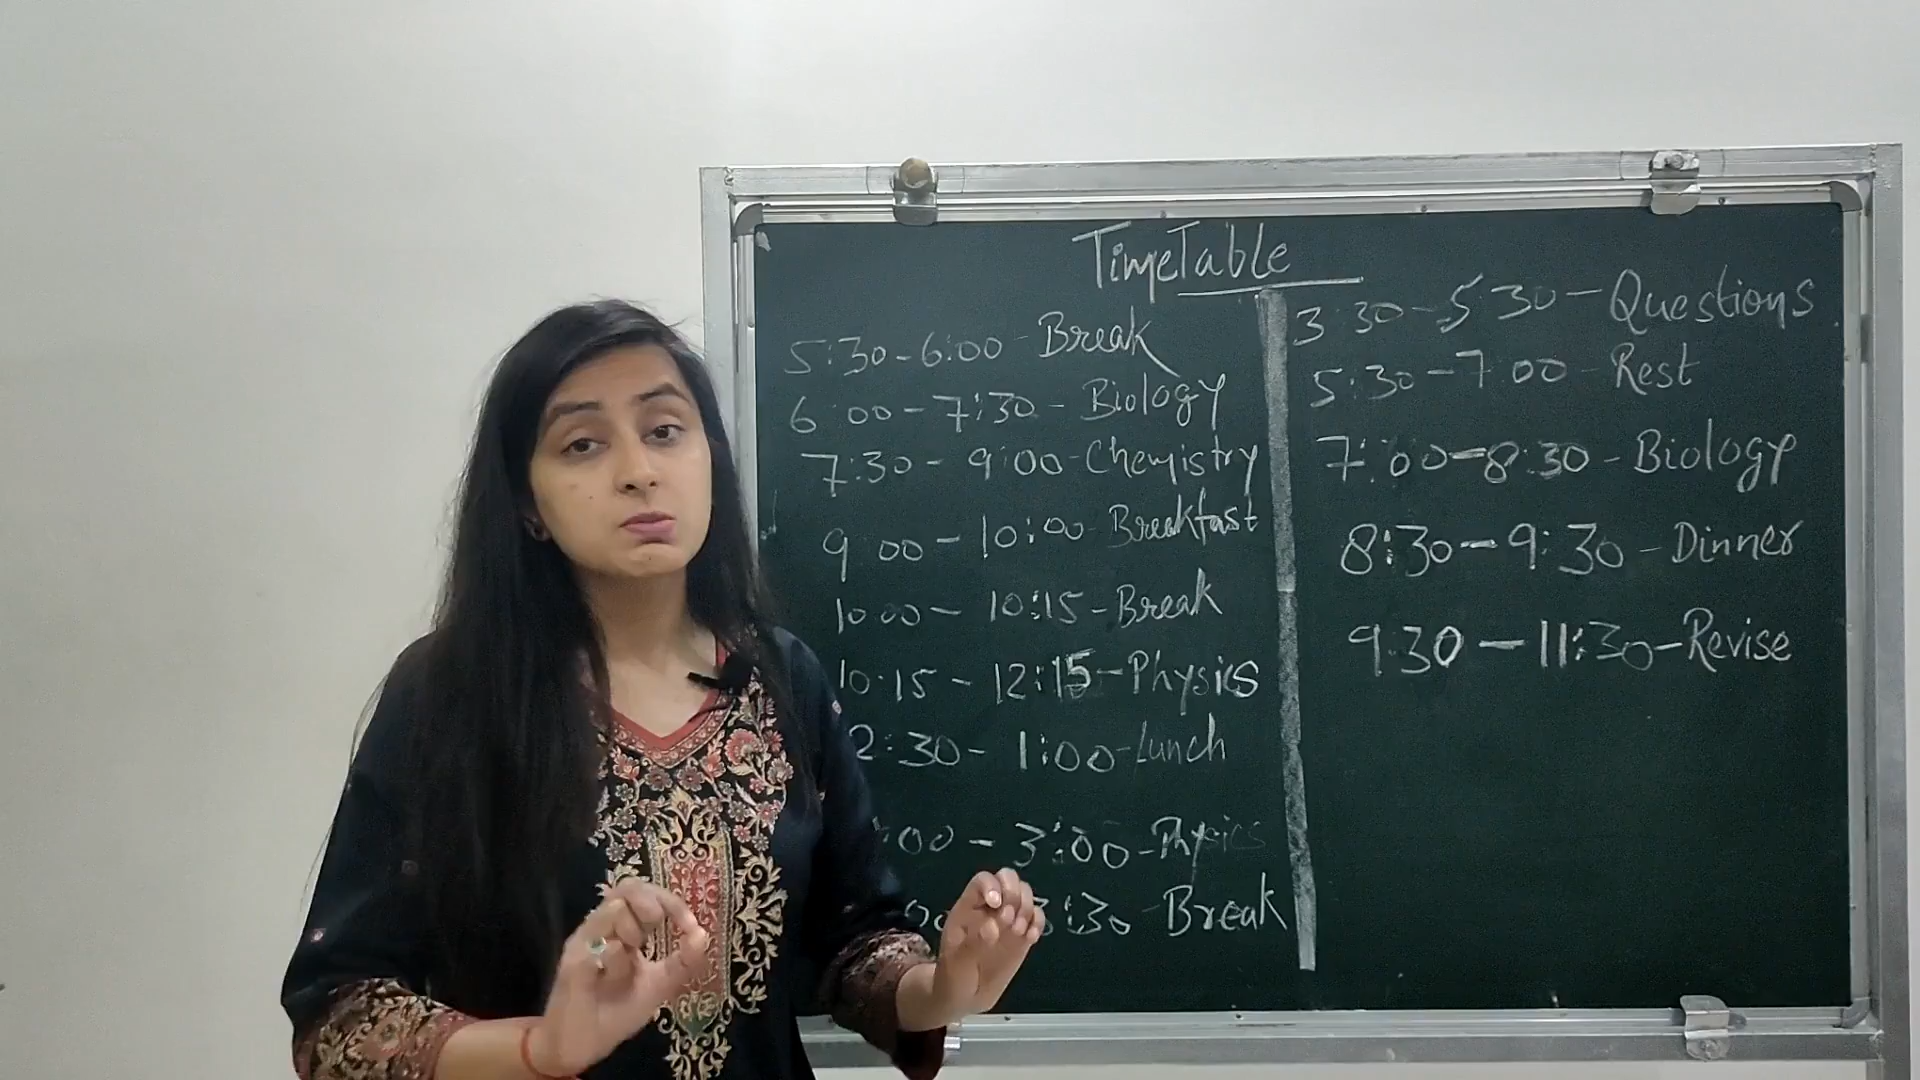 TimeTable
5:30 - 6:00 - Break
6:00 - 7:30 - Biology
7:30 - 9:00 - Chemistry
9 00 - 10:00 - Breakfast
10:00 - 10:15 - Break
10:15 - 12:15 - Physics
2:30 - 1:00 - Lunch
:00 - 3:00 - Physics
00 3:30 - Break
3 30 - 5 30 - Questions
5:30 - 7:00 - Rest
7:00 - 8:30 - Biology
8:30 - 9:30 - Dinner
9:30 - 11:30 - Revise